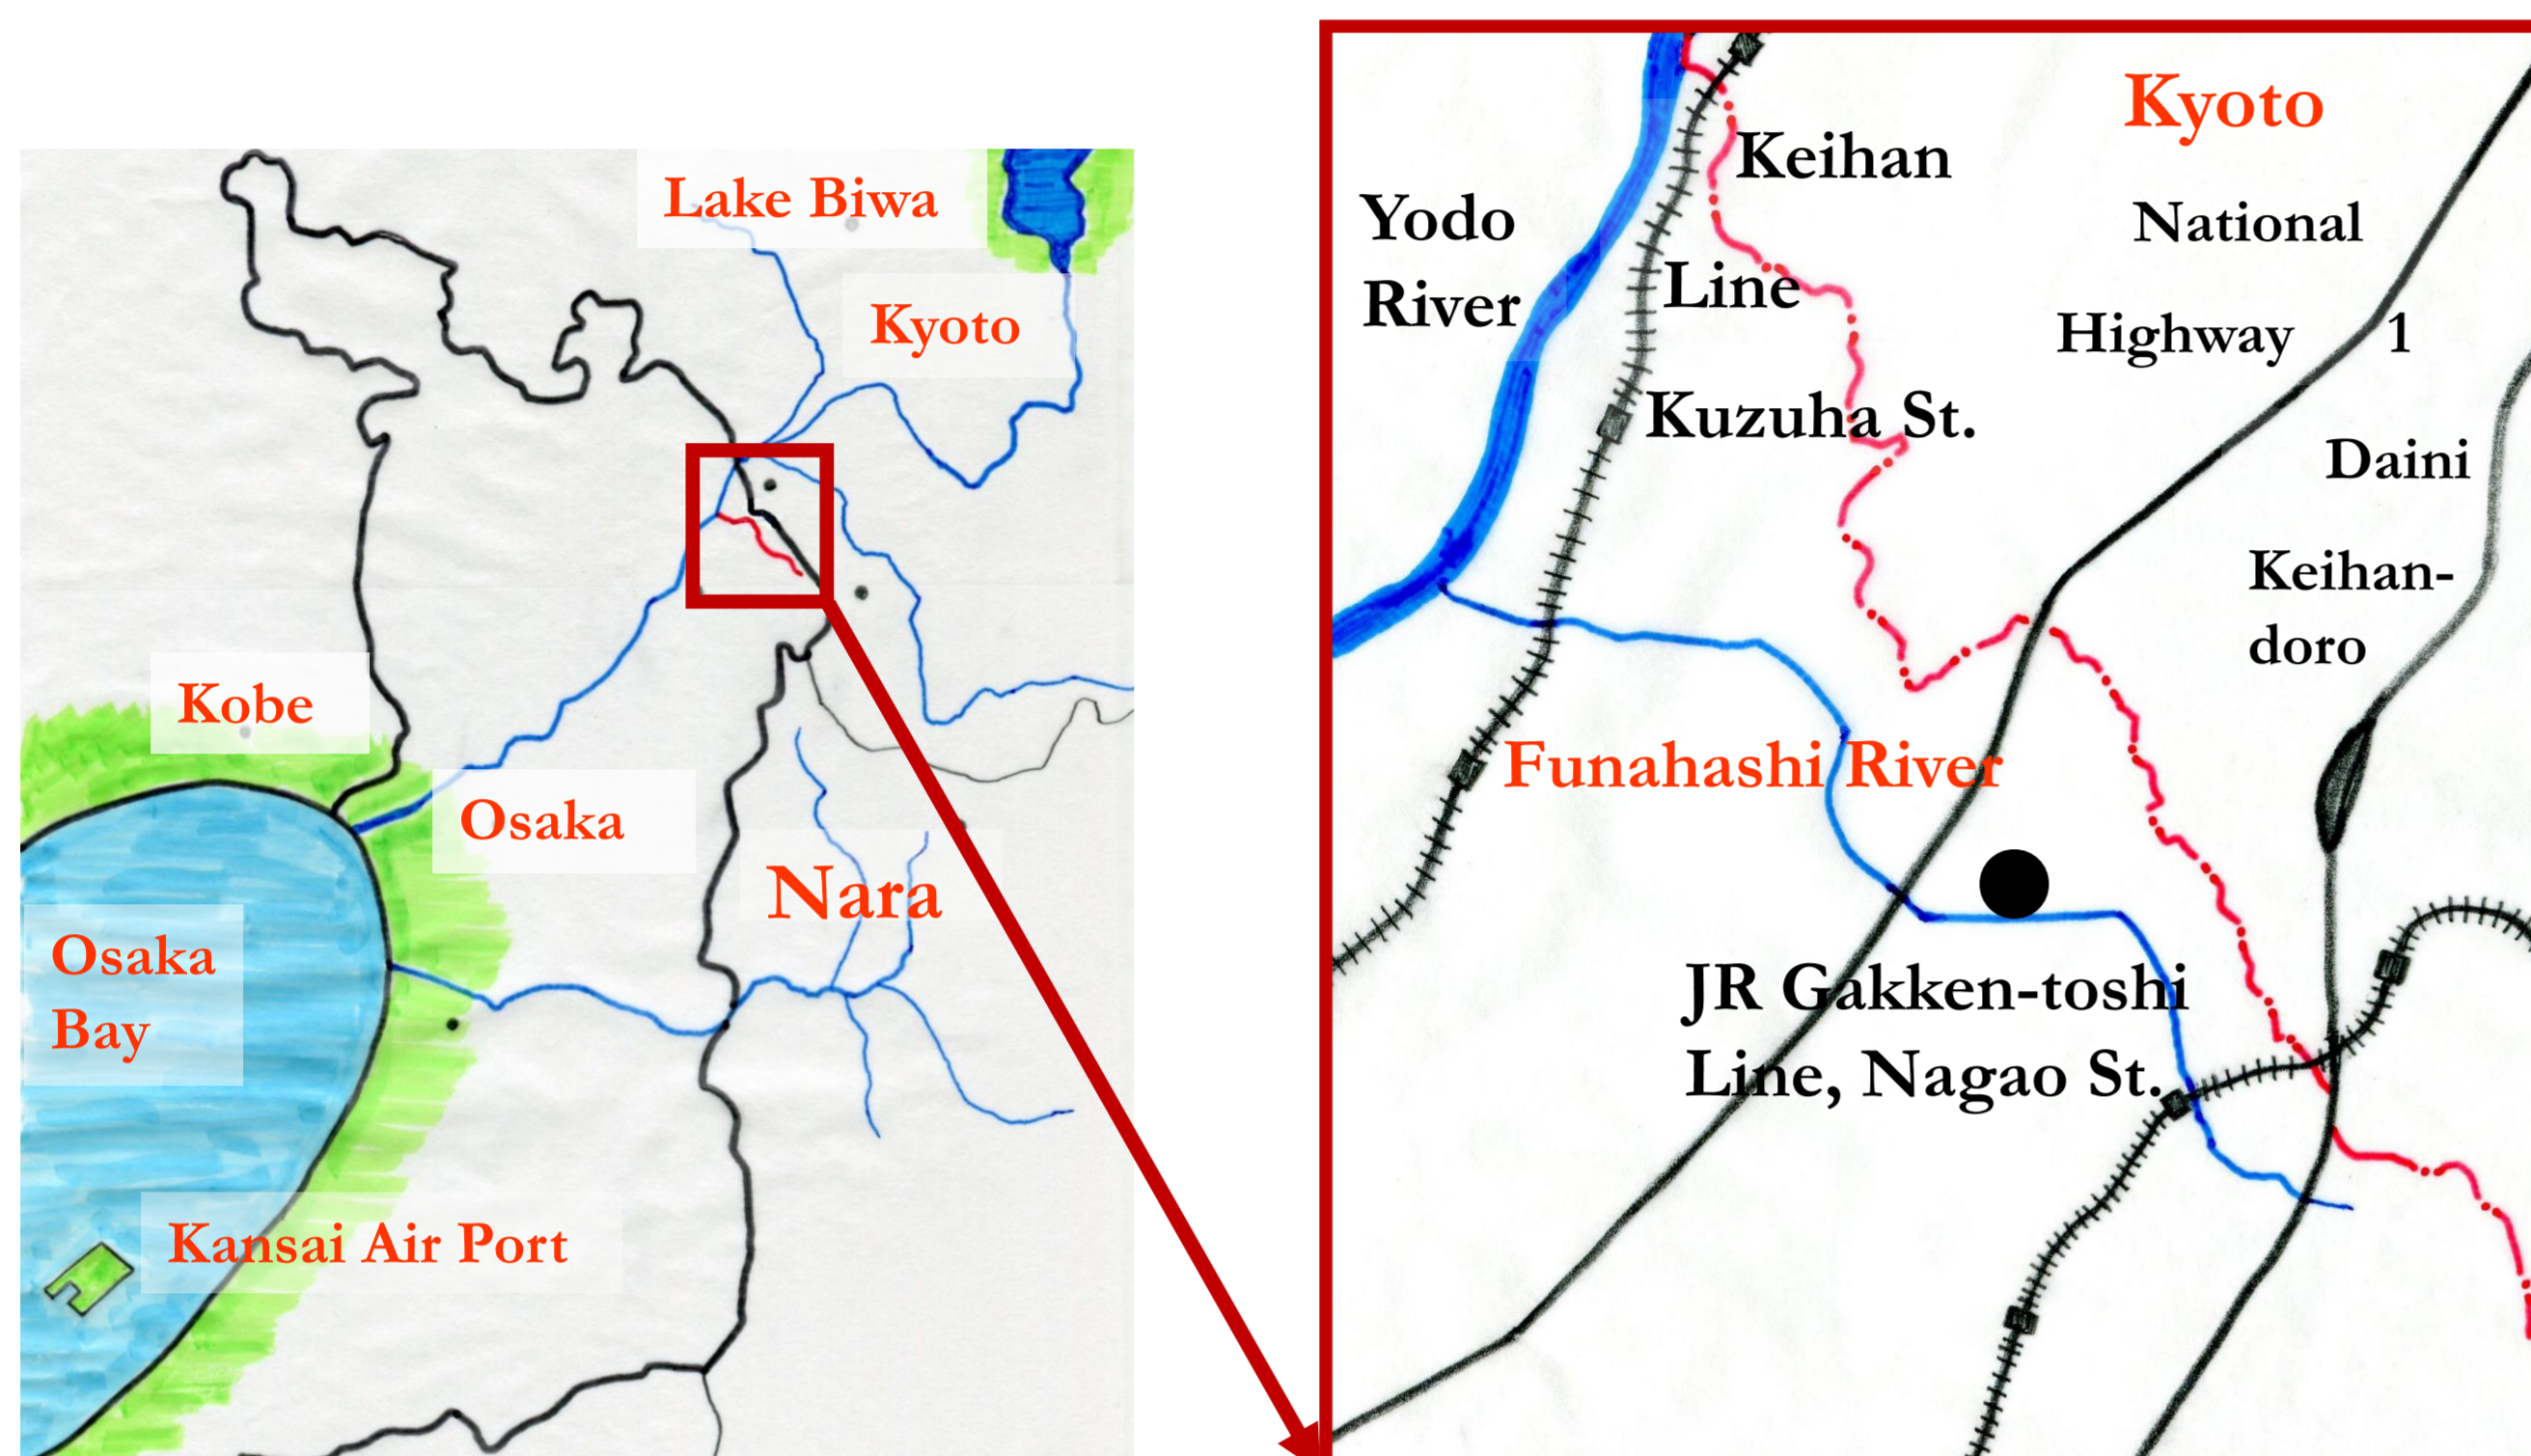 Lake Biwa
Kyoto
Kobe
Osaka
Nara
Osaka
Bay
Kansai Air Port
Kyoto
Keihan
Line
Yodo
River
National
Highway 1
Kuzuha St.
Daini
Keihan-
doro
Funahashi River
JR Gakken-toshi
Line, Nagao St.